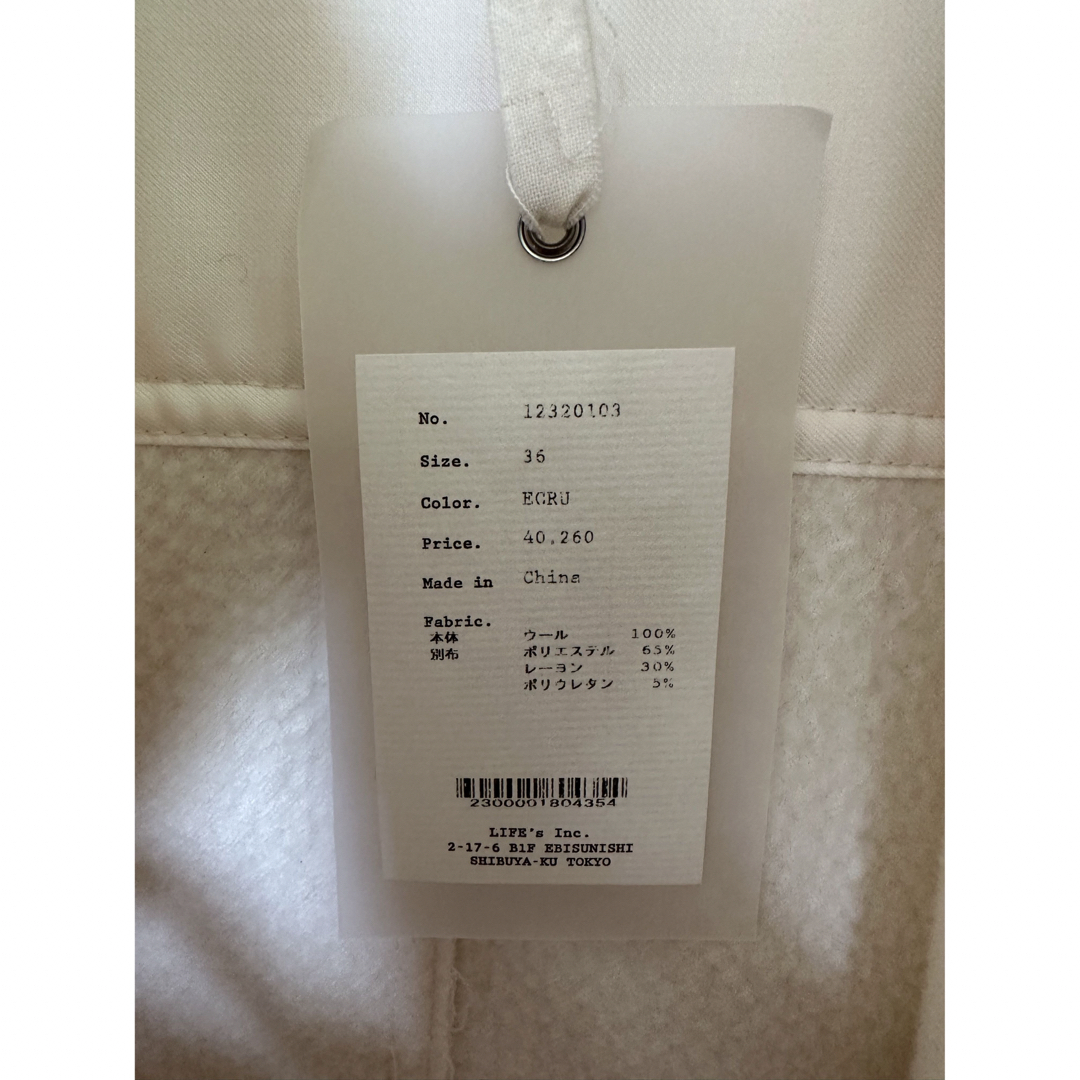 No. 12320103
Size. 36
Color. ECRU
Price. 40,260
Made in China
Fabric.
本体 ウール 100%
別布 ポリエステル 65%
レーヨン 30%
ポリウレタン 5%
2300001804354
LIFE's Inc.
2-17-6 B1F EBISUNISHI
SHIBUYA-KU TOKYO